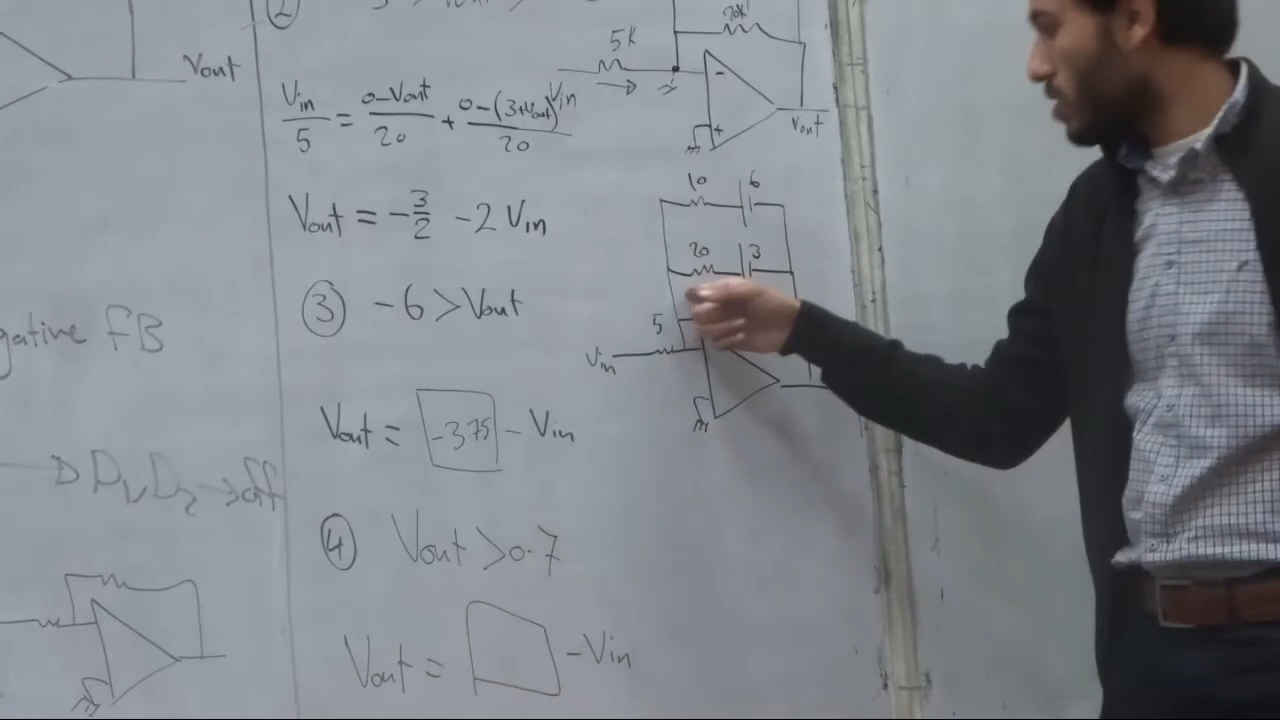 Vout
gative FB
D₁, D₂ → off
②
Vin/5 = 0-Vout/20 + 0-(3+Vout)/20
Vout = -3/2 - 2 Vin
③ -6 > Vout
Vout = -3.75 - Vin
④ Vout > 0.7
Vout = - Vin
20k
5k
Vin
-
+
Vout
10 6
20 3
5
Vin